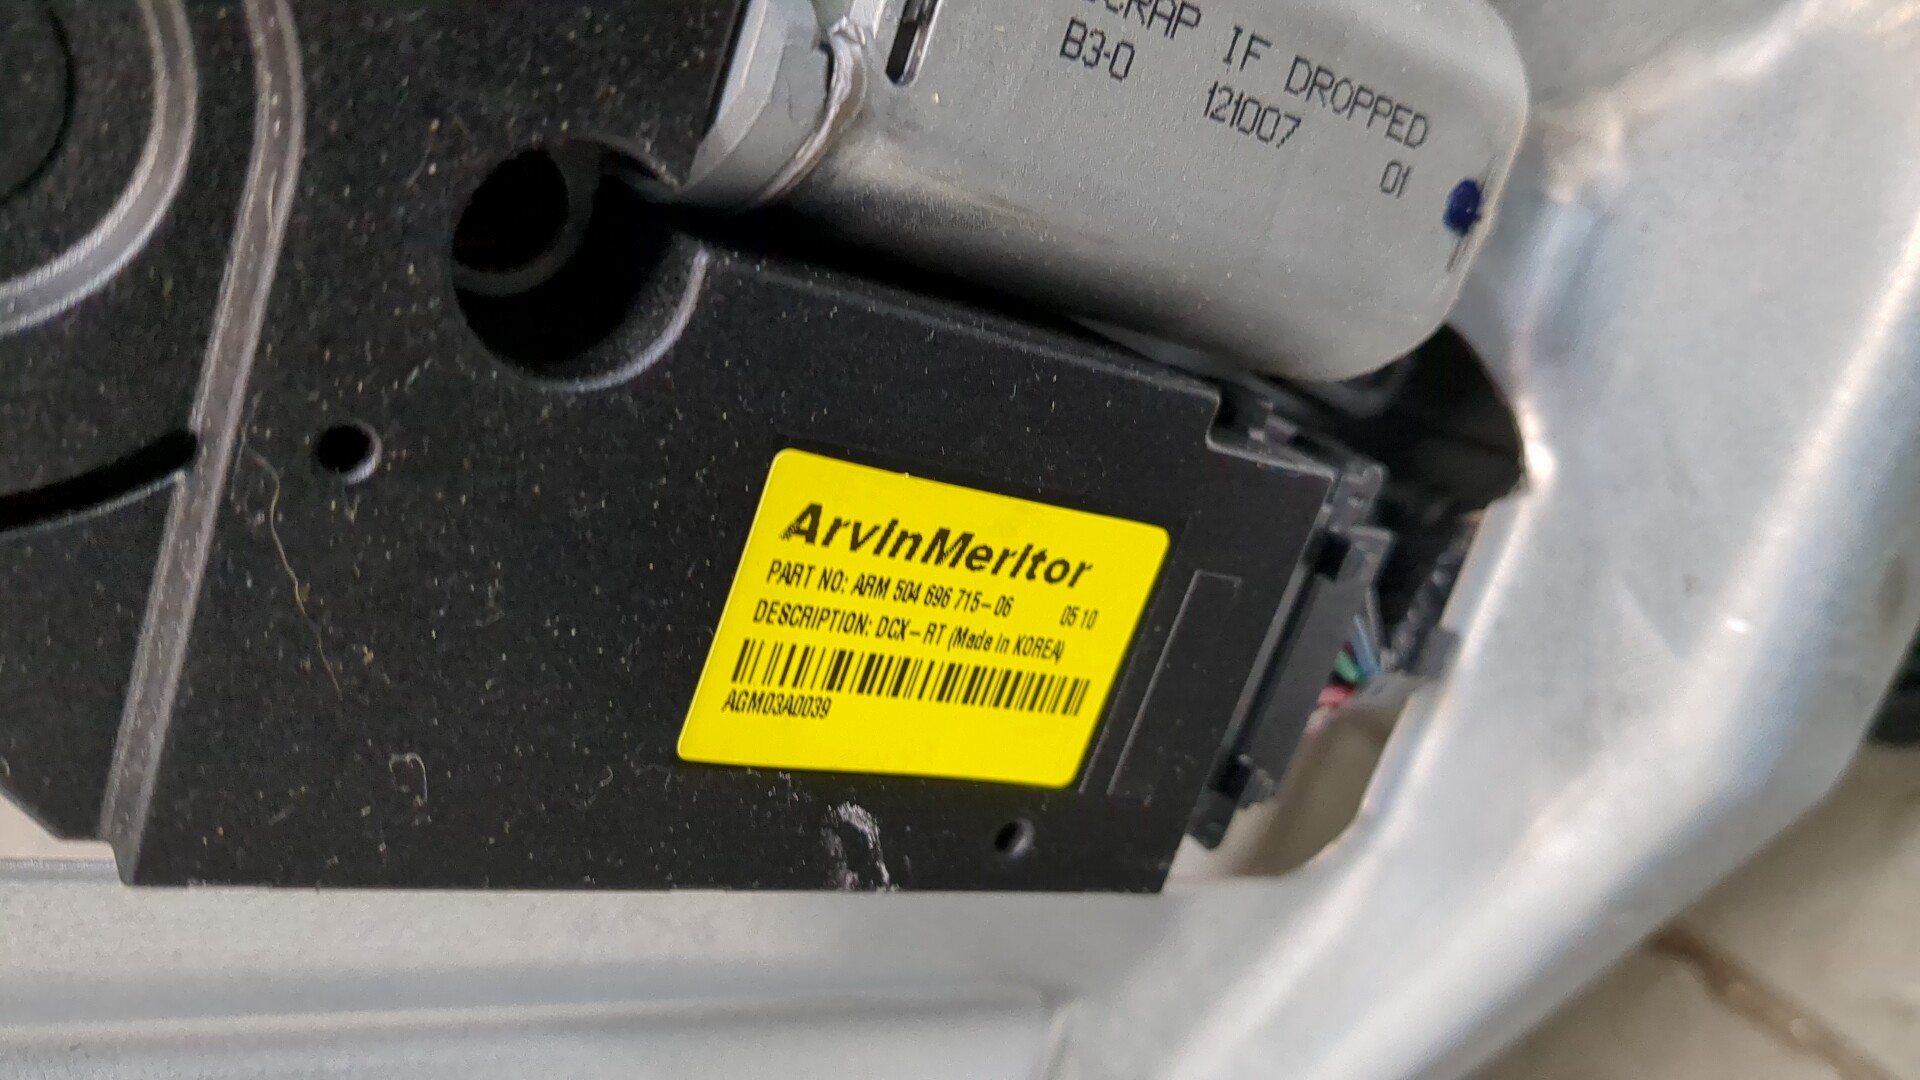 SCRAP IF DROPPED
B3-0 121007 01
ArvinMeritor
PART NO: ARM 504 696 715-06 05 10
DESCRIPTION: DCX-RT (Made in KOREA)
AGM03A0039